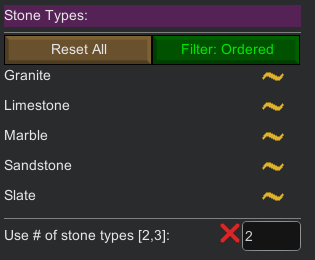 Stone Types:
Reset All Filter: Ordered
Granite
Limestone
Marble
Sandstone
Slate
Use # of stone types [2,3]: 2